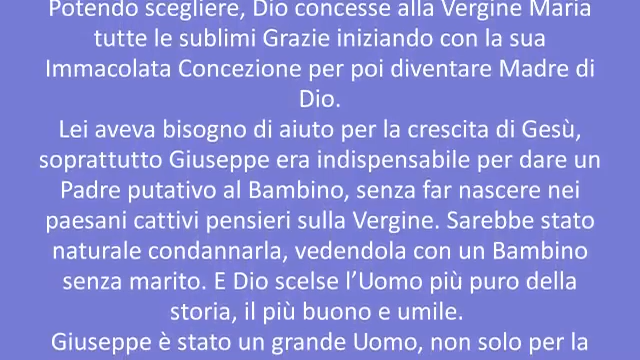 Potendo scegliere, Dio concesse alla Vergine Maria
tutte le sublimi Grazie iniziando con la sua
Immacolata Concezione per poi diventare Madre di
Dio.
Lei aveva bisogno di aiuto per la crescita di Gesù,
soprattutto Giuseppe era indispensabile per dare un
Padre putativo al Bambino, senza far nascere nei
paesani cattivi pensieri sulla Vergine. Sarebbe stato
naturale condannarla, vedendola con un Bambino
senza marito. E Dio scelse l’Uomo più puro della
storia, il più buono e umile.
Giuseppe è stato un grande Uomo, non solo per la